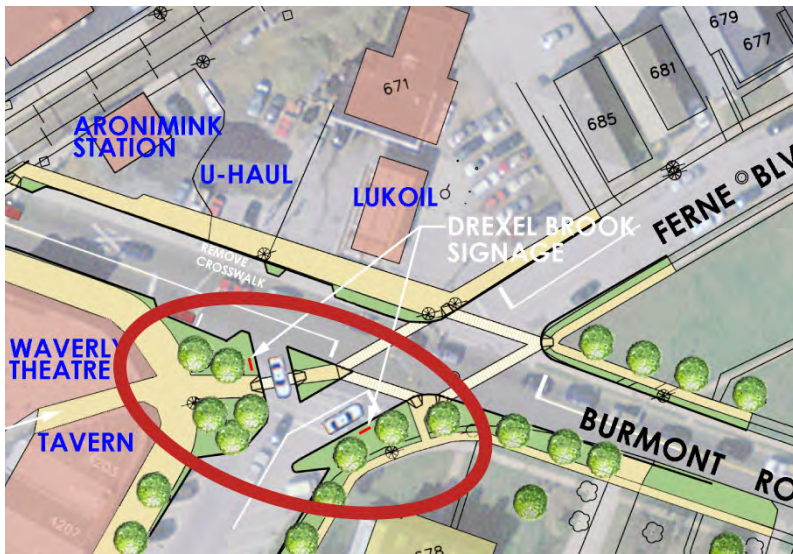 679
677
681
685
671
ARONIMINK
STATION
U-HAUL
LUKOIL
DREXEL BROOK
SIGNAGE
FERNE BLV
REMOVE
CROSSWALK
WAVERLY
THEATRE
TAVERN
BURMONT RO
4207
678